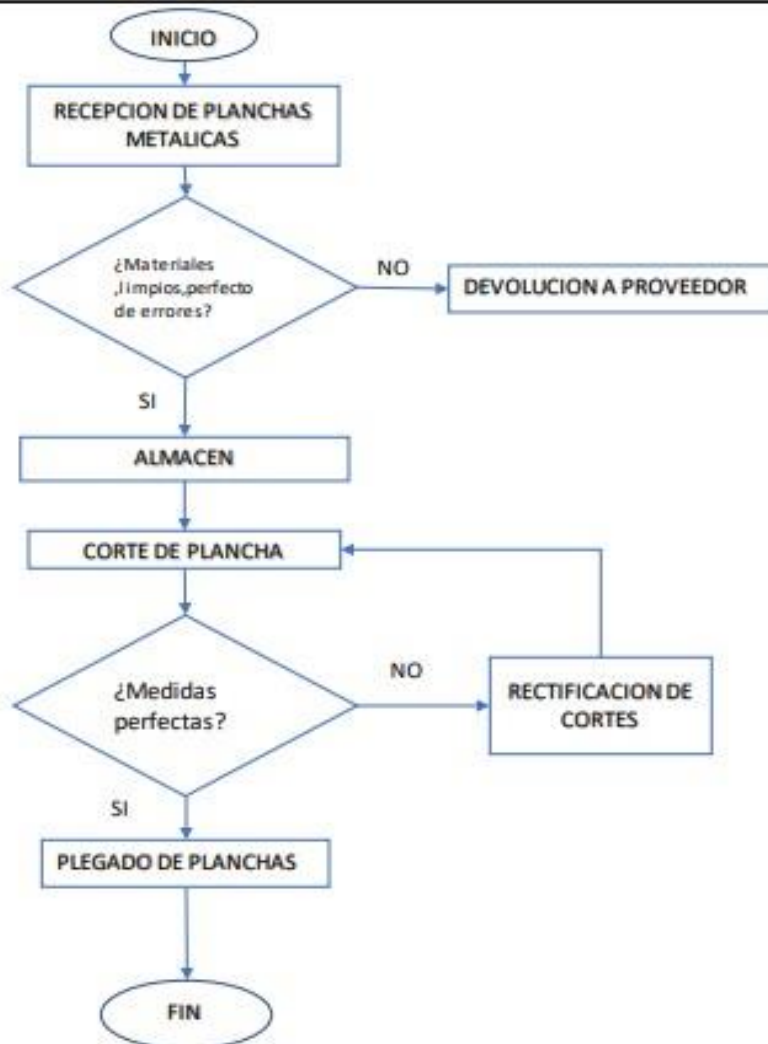 INICIO
RECEPCION DE PLANCHAS
METALICAS
¿Materiales
,limpios,perfecto
de errores?
NO
DEVOLUCION A PROVEEDOR
SI
ALMACEN
CORTE DE PLANCHA
¿Medidas
perfectas?
NO
RECTIFICACION DE
CORTES
SI
PLEGADO DE PLANCHAS
FIN